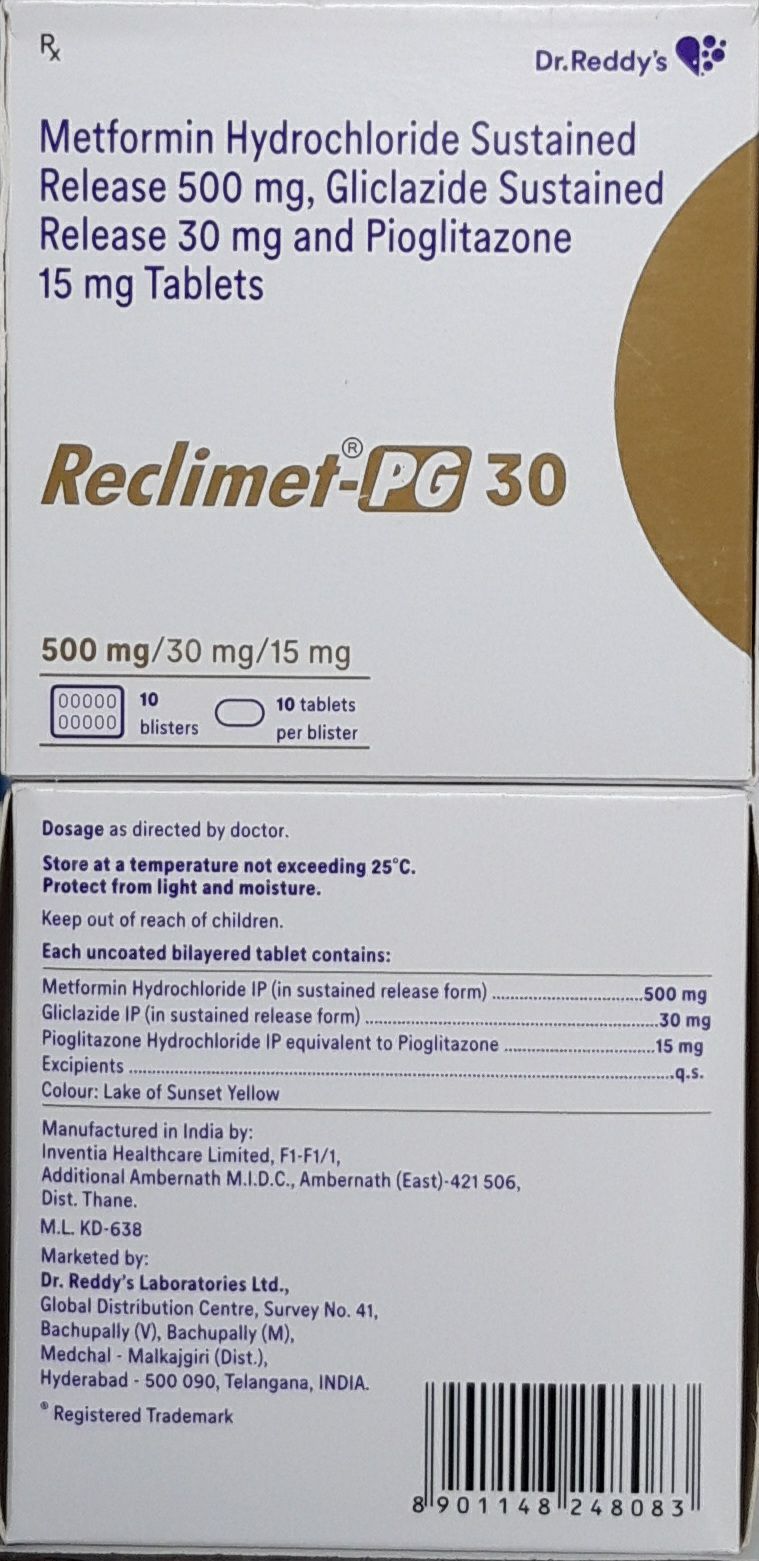 Rx
Dr.Reddy's
Metformin Hydrochloride Sustained
Release 500 mg, Gliclazide Sustained
Release 30 mg and Pioglitazone
15 mg Tablets
Reclimet®-PG 30
500 mg/30 mg/15 mg
10
blisters
10 tablets
per blister
Dosage as directed by doctor.
Store at a temperature not exceeding 25°C.
Protect from light and moisture.
Keep out of reach of children.
Each uncoated bilayered tablet contains:
Metformin Hydrochloride IP (in sustained release form) ..............................500 mg
Gliclazide IP (in sustained release form) ..............................30 mg
Pioglitazone Hydrochloride IP equivalent to Pioglitazone ..............................15 mg
Excipients ..............................q.s.
Colour: Lake of Sunset Yellow
Manufactured in India by:
Inventia Healthcare Limited, F1-F1/1,
Additional Ambernath M.I.D.C., Ambernath (East)-421 506,
Dist. Thane.
M.L. KD-638
Marketed by:
Dr. Reddy's Laboratories Ltd.,
Global Distribution Centre, Survey No. 41,
Bachupally (V), Bachupally (M),
Medchal - Malkajgiri (Dist.),
Hyderabad - 500 090, Telangana, INDIA.
® Registered Trademark
8 901148 248083